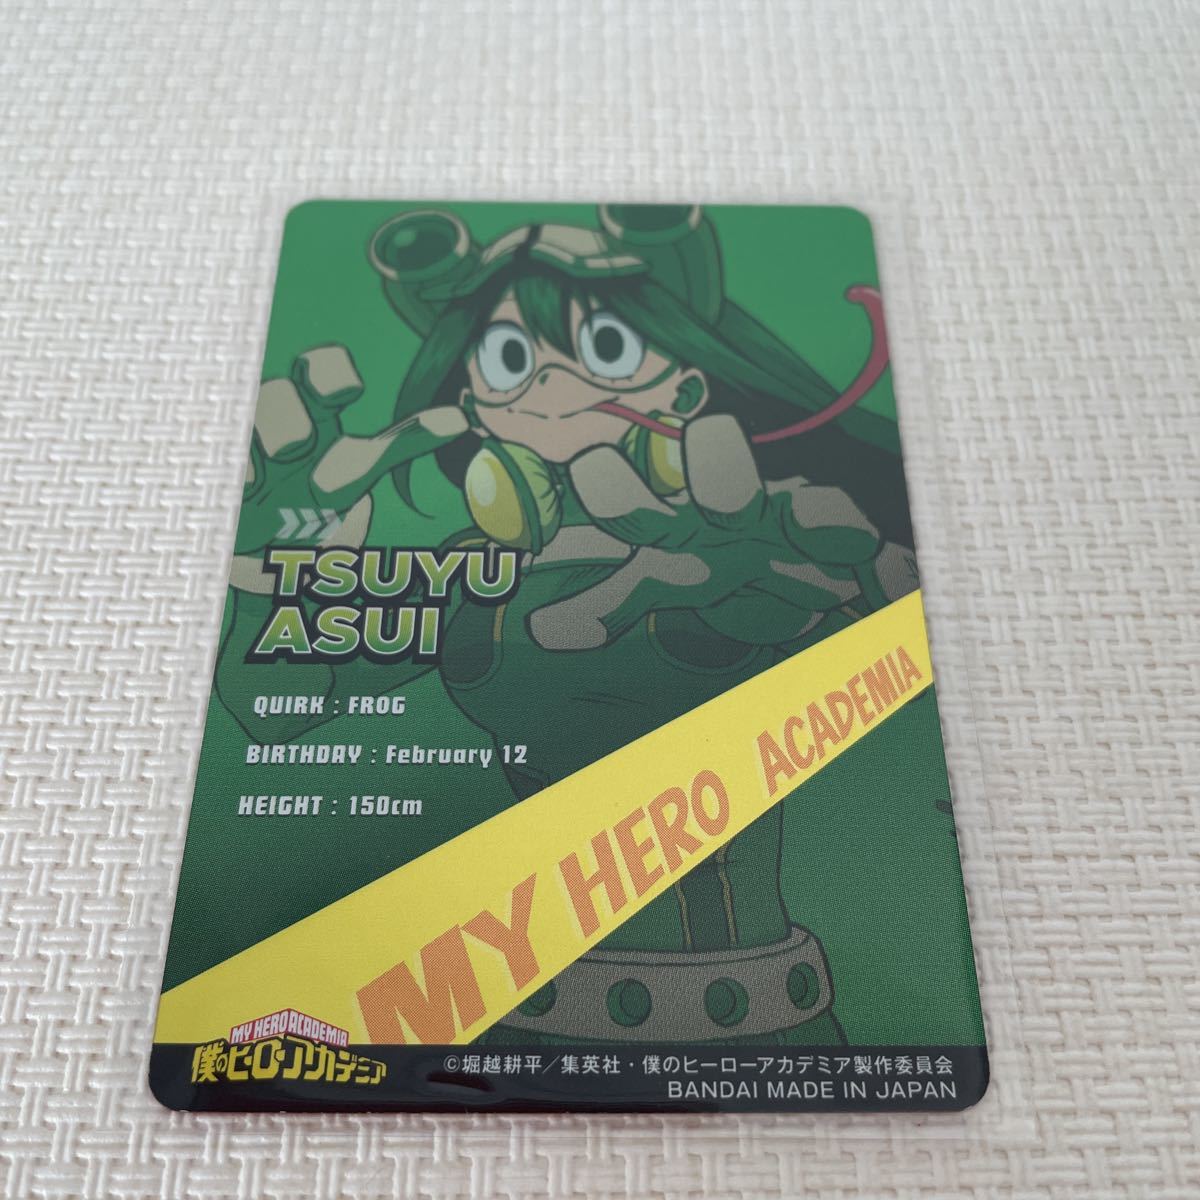 TSUYU
ASUI
QUIRK : FROG
BIRTHDAY : February 12
HEIGHT : 150cm
MY HERO ACADEMIA
MY HERO ACADEMIA
僕のヒーローアカデミア
©堀越耕平／集英社・僕のヒーローアカデミア製作委員会
BANDAI MADE IN JAPAN